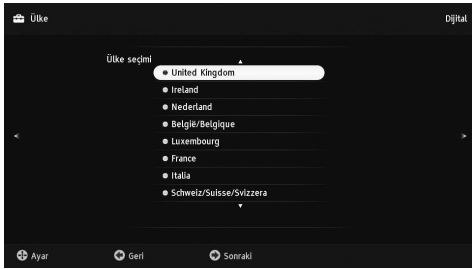 Ülke
Dijital
Ülke seçimi
United Kingdom
Ireland
Nederland
België/Belgique
Luxembourg
France
Italia
Schweiz/Suisse/Svizzera
Ayar
Geri
Sonraki